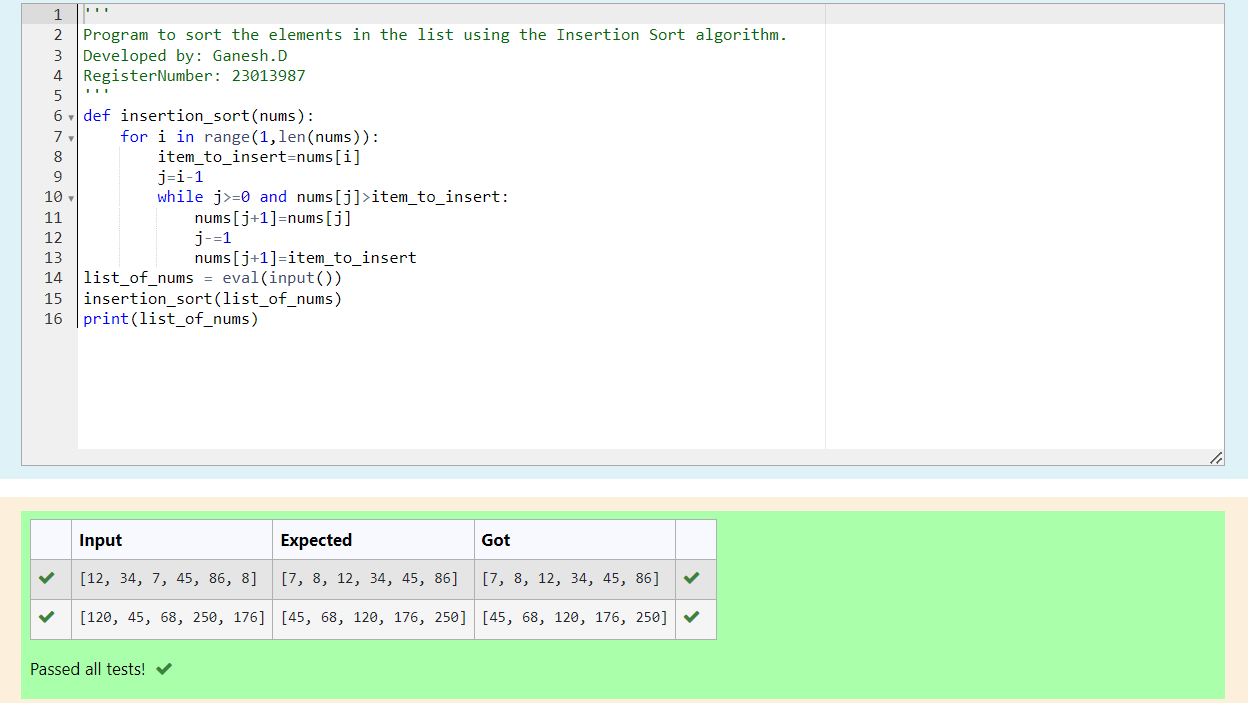 1 '''
2 Program to sort the elements in the list using the Insertion Sort algorithm.
3 Developed by: Ganesh.D
4 RegisterNumber: 23013987
5 '''
6 def insertion_sort(nums):
7     for i in range(1,len(nums)):
8         item_to_insert=nums[i]
9         j=i-1
10         while j>=0 and nums[j]>item_to_insert:
11             nums[j+1]=nums[j]
12             j-=1
13             nums[j+1]=item_to_insert
14 list_of_nums = eval(input())
15 insertion_sort(list_of_nums)
16 print(list_of_nums)
Input Expected Got
[12, 34, 7, 45, 86, 8] [7, 8, 12, 34, 45, 86] [7, 8, 12, 34, 45, 86]
[120, 45, 68, 250, 176] [45, 68, 120, 176, 250] [45, 68, 120, 176, 250]
Passed all tests!